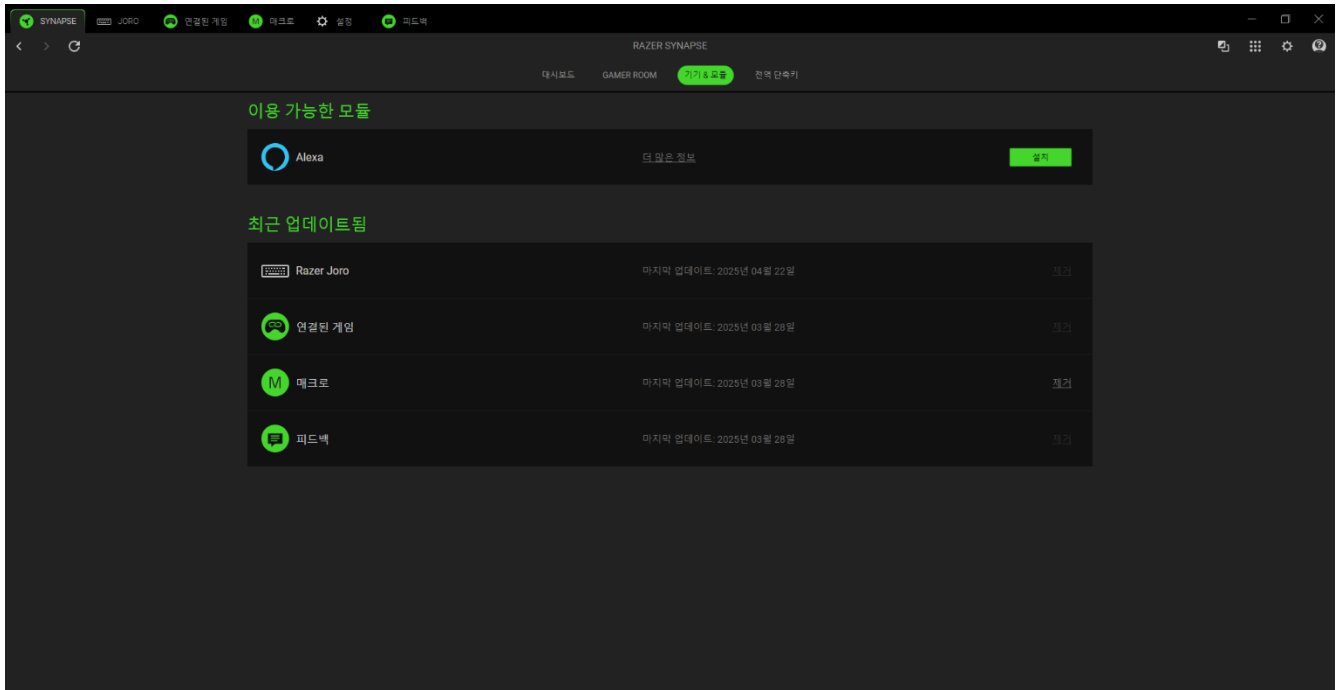 SYNAPSE JORO 연결된 게임 M 매크로 설정 피드백
RAZER SYNAPSE
대시보드 GAMER ROOM 기기 & 모듈 전역 단축키
이용 가능한 모듈
Alexa 더 많은 정보 설치
최근 업데이트됨
Razer Joro 마지막 업데이트: 2025년 04월 22일 제거
연결된 게임 마지막 업데이트: 2025년 03월 28일 제거
M 매크로 마지막 업데이트: 2025년 03월 28일 제거
피드백 마지막 업데이트: 2025년 03월 28일 제거